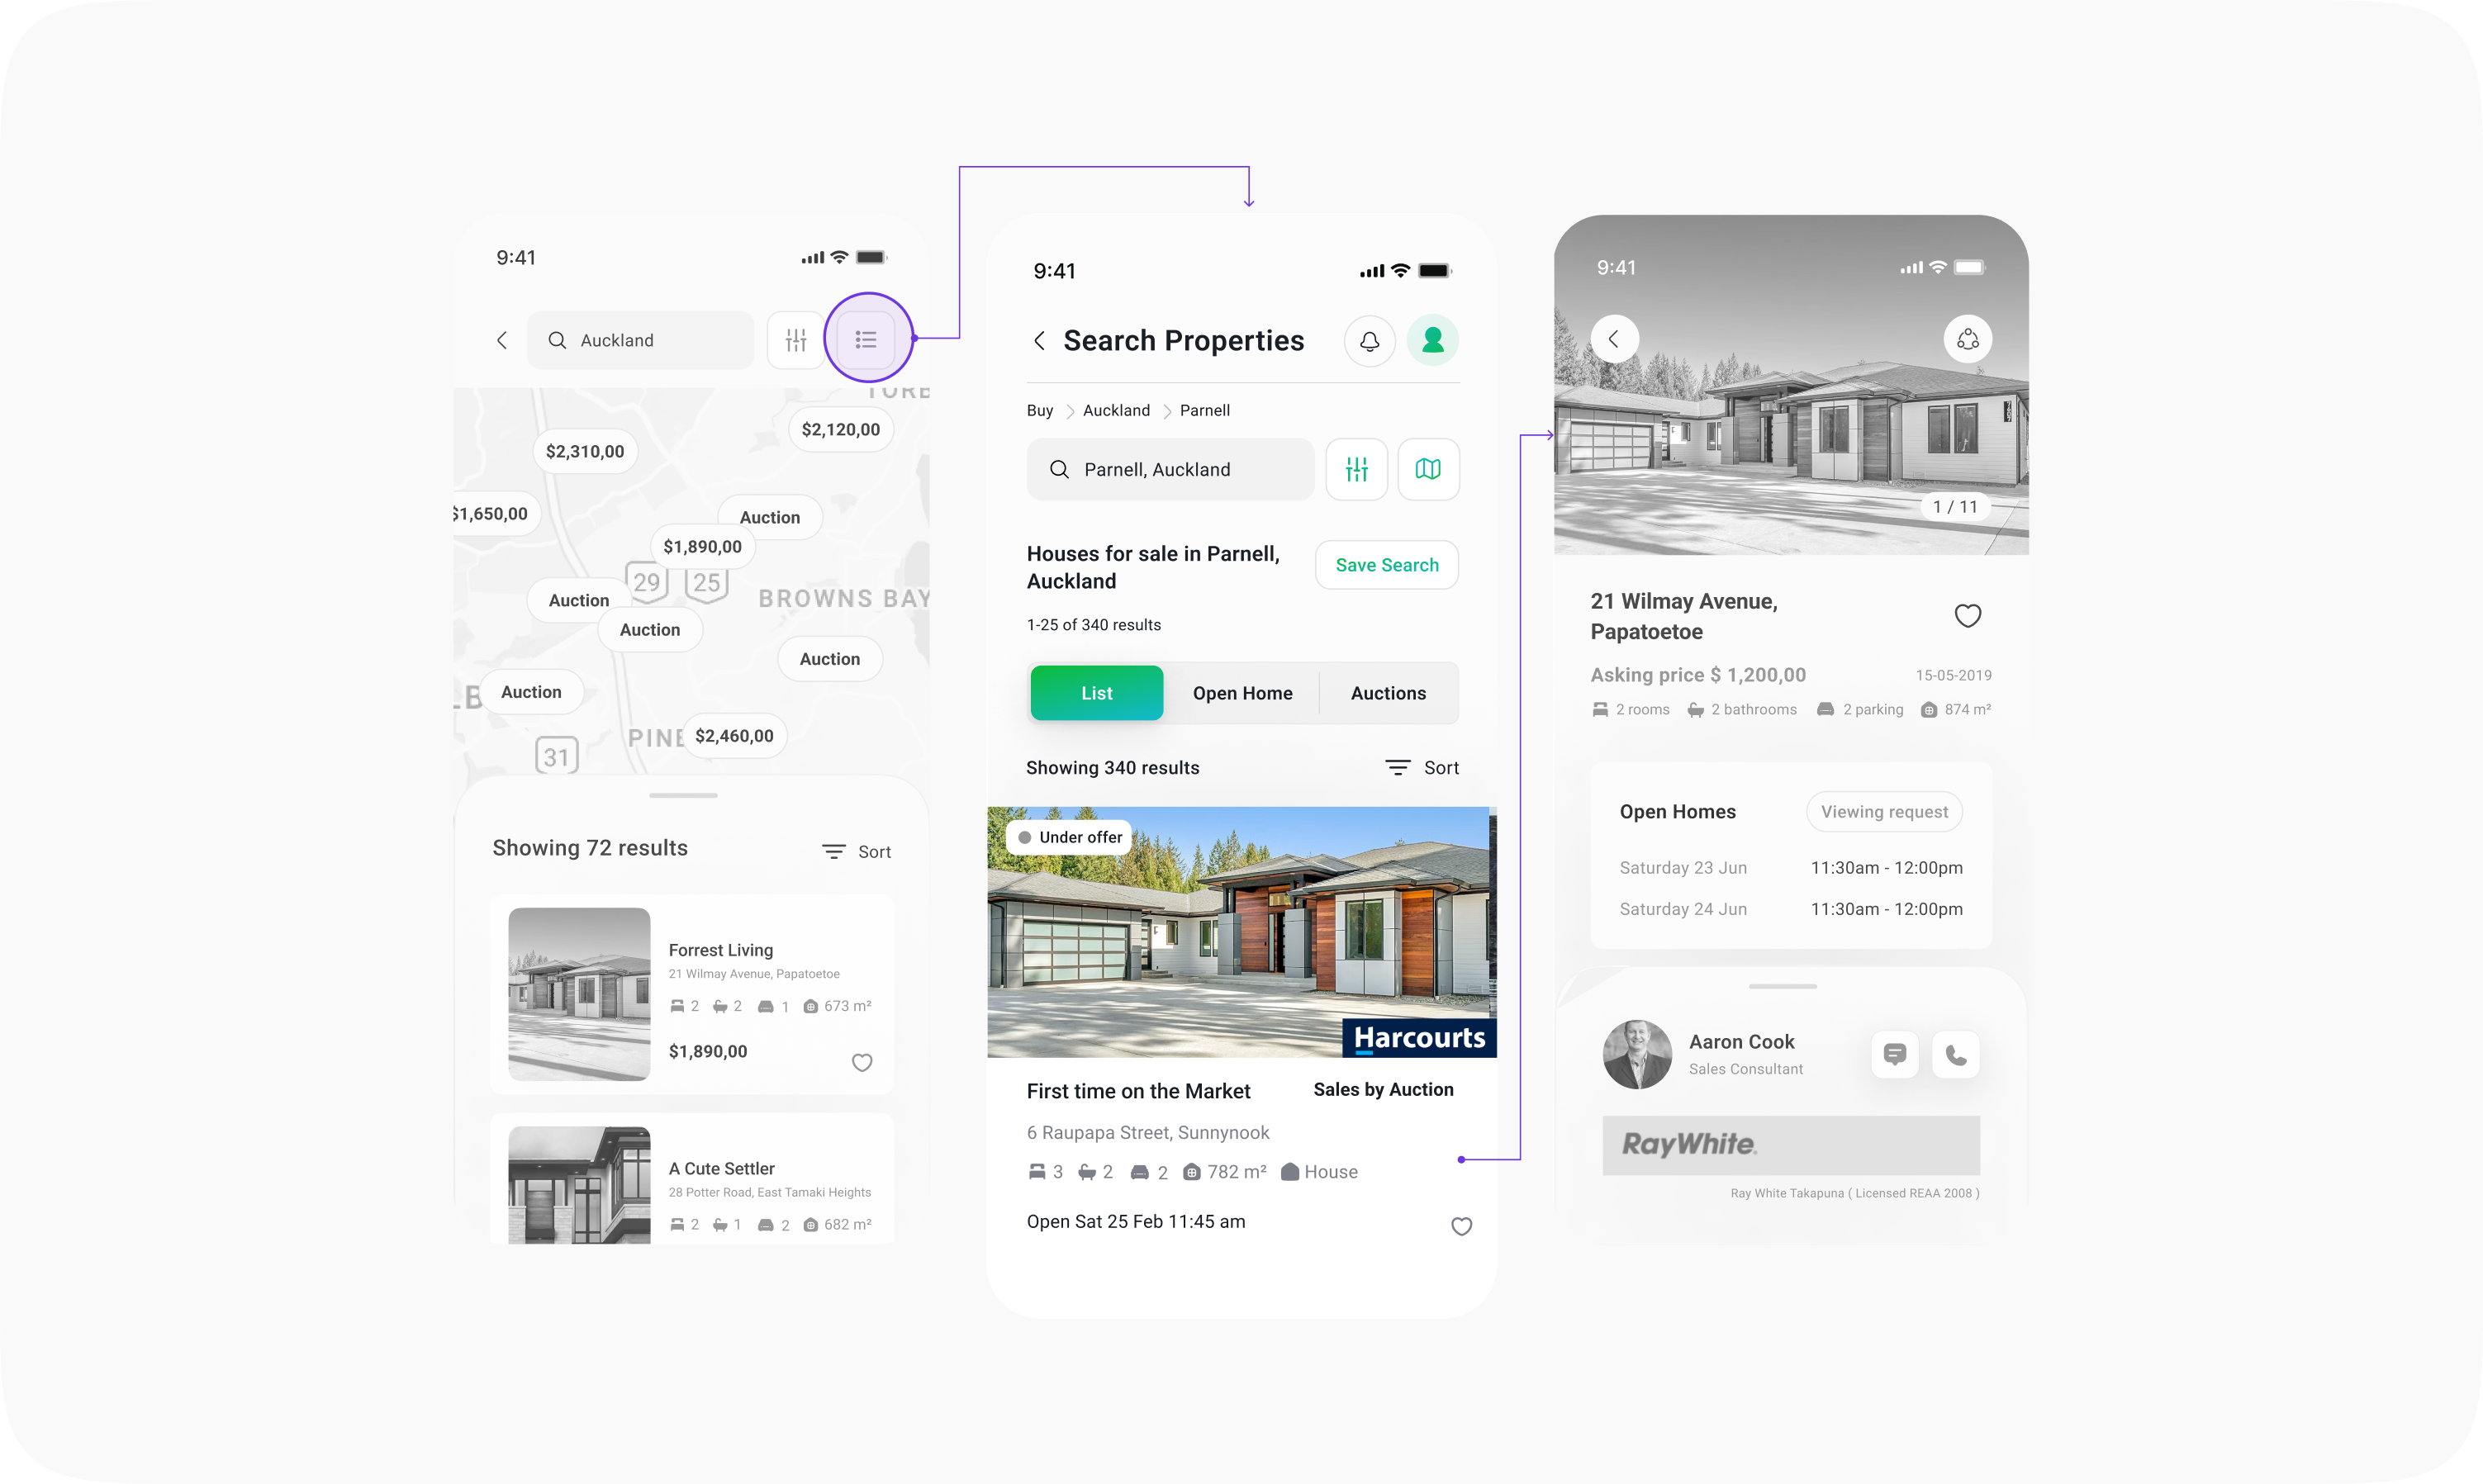 9:41
Auckland
TORB
$2,120,00
$2,310,00
$1,650,00
Auction
$1,890,00
29
25
BROWNS BAY
Auction
Auction
Auction
Auction
PINE
$2,460,00
31
Showing 72 results
Sort
Forrest Living
21 Wilmay Avenue, Papatoetoe
2 2 1 673 m²
$1,890,00
A Cute Settler
28 Potter Road, East Tamaki Heights
2 1 2 682 m²
9:41
Search Properties
Buy Auckland Parnell
Parnell, Auckland
Houses for sale in Parnell,
Auckland
Save Search
1-25 of 340 results
List Open Home Auctions
Showing 340 results
Sort
Under offer
Harcourts
First time on the Market
Sales by Auction
6 Raupapa Street, Sunnynook
3 2 2 782 m² House
Open Sat 25 Feb 11:45 am
9:41
1 / 11
21 Wilmay Avenue,
Papatoetoe
Asking price $ 1,200,00
15-05-2019
2 rooms 2 bathrooms 2 parking 874 m²
Open Homes
Viewing request
Saturday 23 Jun 11:30am - 12:00pm
Saturday 24 Jun 11:30am - 12:00pm
Aaron Cook
Sales Consultant
RayWhite.
Ray White Takapuna ( Licensed REAA 2008 )